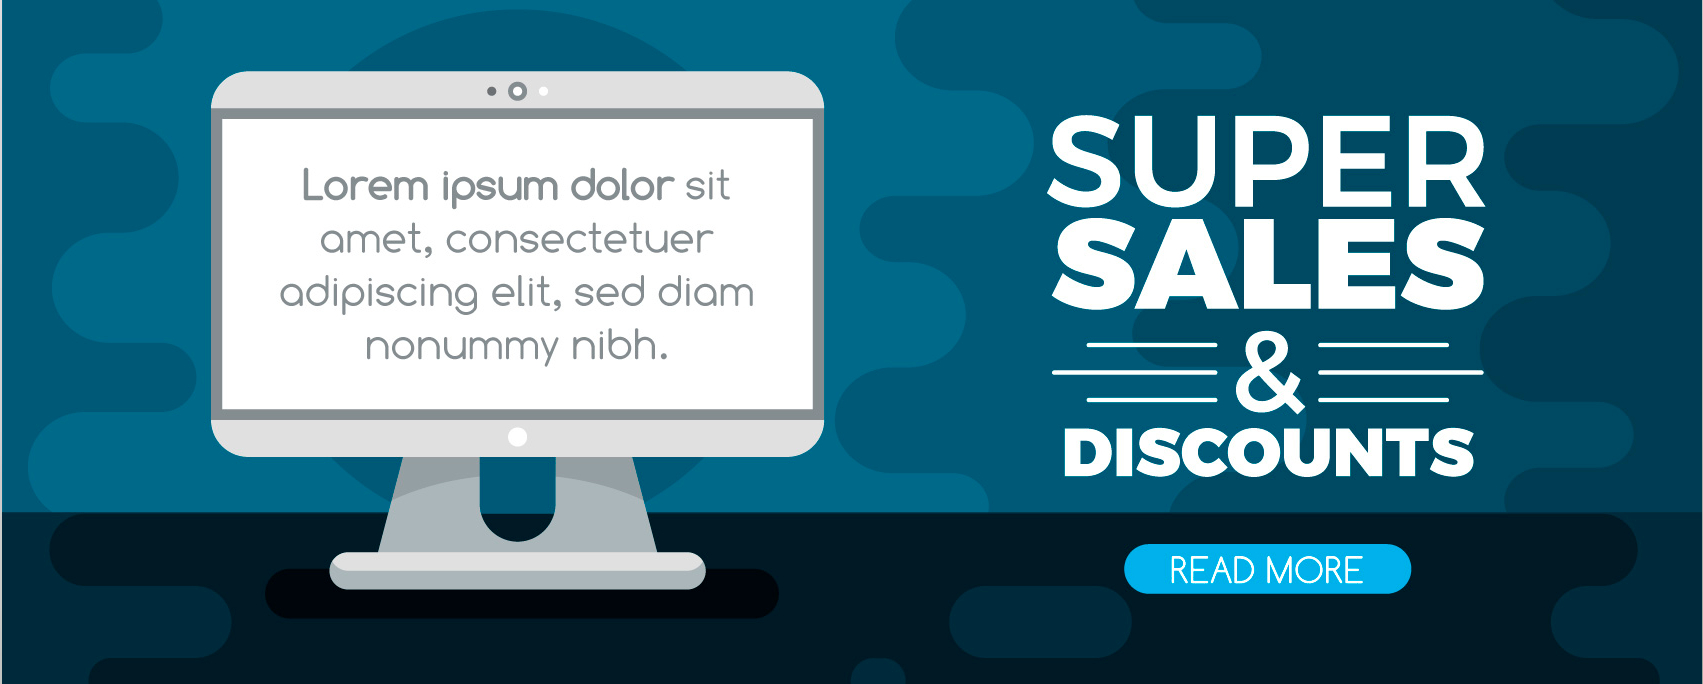 Lorem ipsum dolor sit
amet, consectetuer
adipiscing elit, sed diam
nonummy nibh.
SUPER
SALES
&
DISCOUNTS
READ MORE